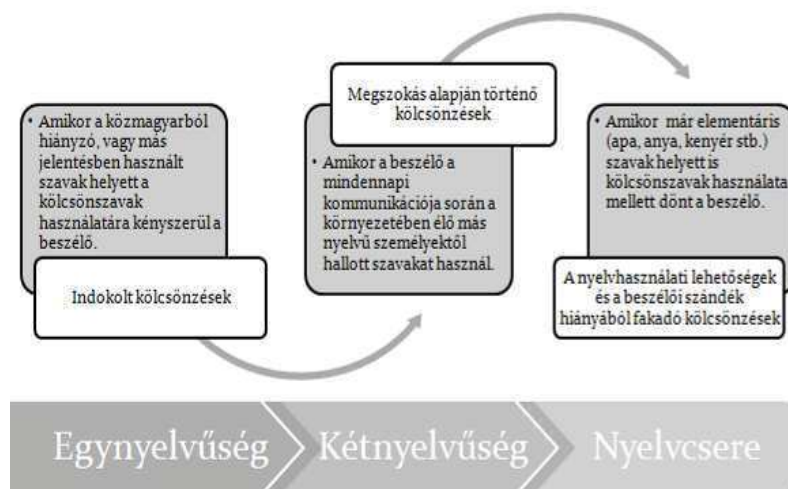 Amikor a közmagyarból
hiányzó, vagy más
jelentésben használt
szavak helyett a
kölcsönszavak
használatára kényszerül a
beszélő.
Indokolt kölcsönzések
Megszokás alapján történő
kölcsönzések
Amikor a beszélő a
mindennapi
kommunikációja során a
környezetében élő más
nyelvű személyektől
hallott szavakat használ.
Amikor már elementáris
(apa, anya, kenyér stb.)
szavak helyett is
kölcsönszavak használata
mellett dönt a beszélő.
A nyelvhasználati lehetőségek
és a beszélői szándék
hiányából fakadó kölcsönzések
Egynyelvűség
Kétnyelvűség
Nyelvcsere